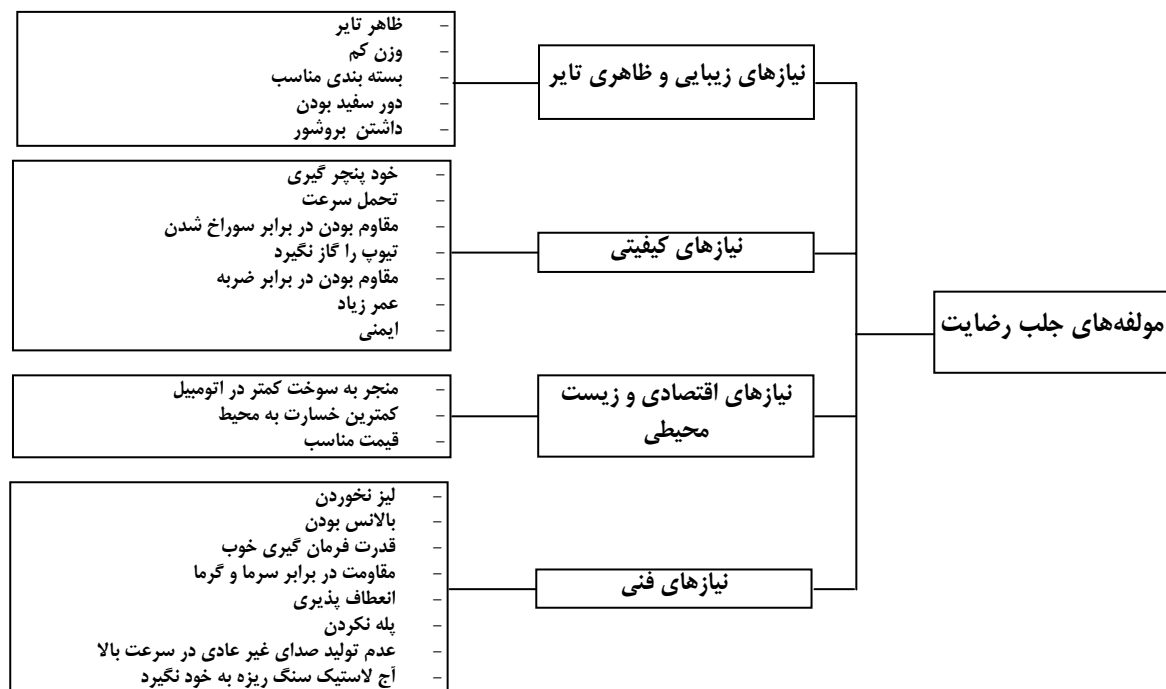 مولفه‌های جلب رضایت
نیازهای زیبایی و ظاهری تایر
- ظاهر تایر
- وزن کم
- بسته بندی مناسب
- دور سفید بودن
- داشتن بروشور
نیازهای کیفیتی
- خود پنچر گیری
- تحمل سرعت
- مقاوم بودن در برابر سوراخ شدن
- تیوپ را گاز نگیرد
- مقاوم بودن در برابر ضربه
- عمر زیاد
- ایمنی
نیازهای اقتصادی و زیست
محیطی
- منجر به سوخت کمتر در اتومبیل
- کمترین خسارت به محیط
- قیمت مناسب
نیازهای فنی
- لیز نخوردن
- بالانس بودن
- قدرت فرمان گیری خوب
- مقاومت در برابر سرما و گرما
- انعطاف پذیری
- پله نکردن
- عدم تولید صدای غیر عادی در سرعت بالا
- آج لاستیک سنگ ریزه به خود نگیرد